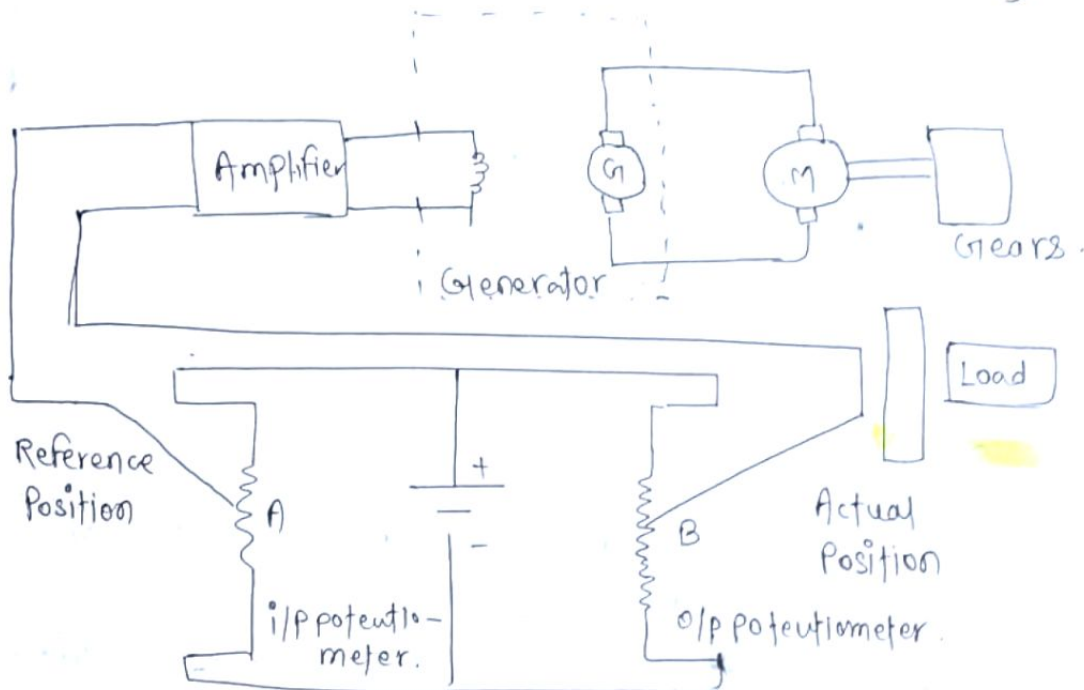 Amplifier
G
M
Gears.
Generator
Load
Reference
Position
A
+
-
B
Actual
Position
i/p potentio-
meter.
o/p potentiometer.